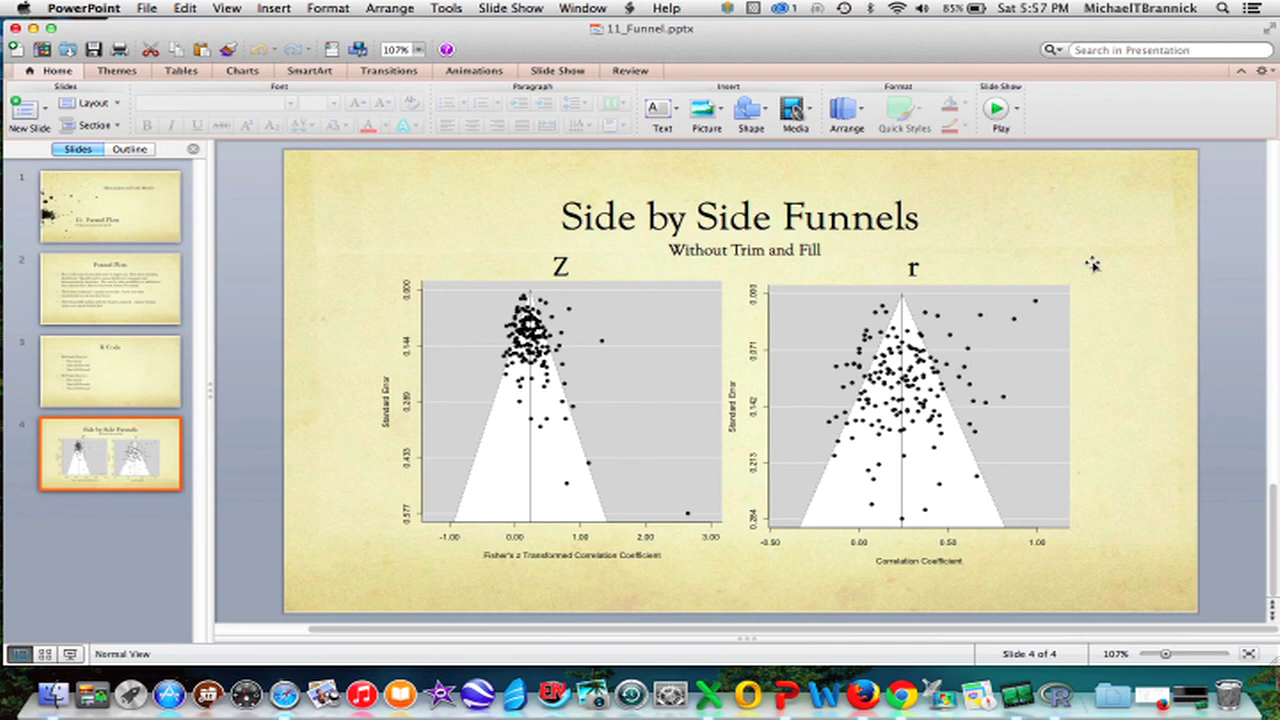 PowerPoint File Edit View Insert Format Arrange Tools Slide Show Window Help 1 85% Sat 5:57 PM MichaelTBrannick
11_Funnel.pptx
107% Search in Presentation
Home Themes Tables Charts SmartArt Transitions Animations Slide Show Review
Slides Font Paragraph Insert Format Slide Show
New Slide Layout Section Text Picture Shape Media Arrange Quick Styles Play
Slides Outline
1
2
3
4
Side by Side Funnels
Without Trim and Fill
Z r
Standard Error
0.000
0.144
0.289
0.433
0.577
-1.00 0.00 1.00 2.00 3.00
Fisher's z Transformed Correlation Coefficient
Standard Error
0.071
0.142
0.213
0.284
-0.50 0.00 0.50 1.00
Correlation Coefficient
Normal View Slide 4 of 4 107%